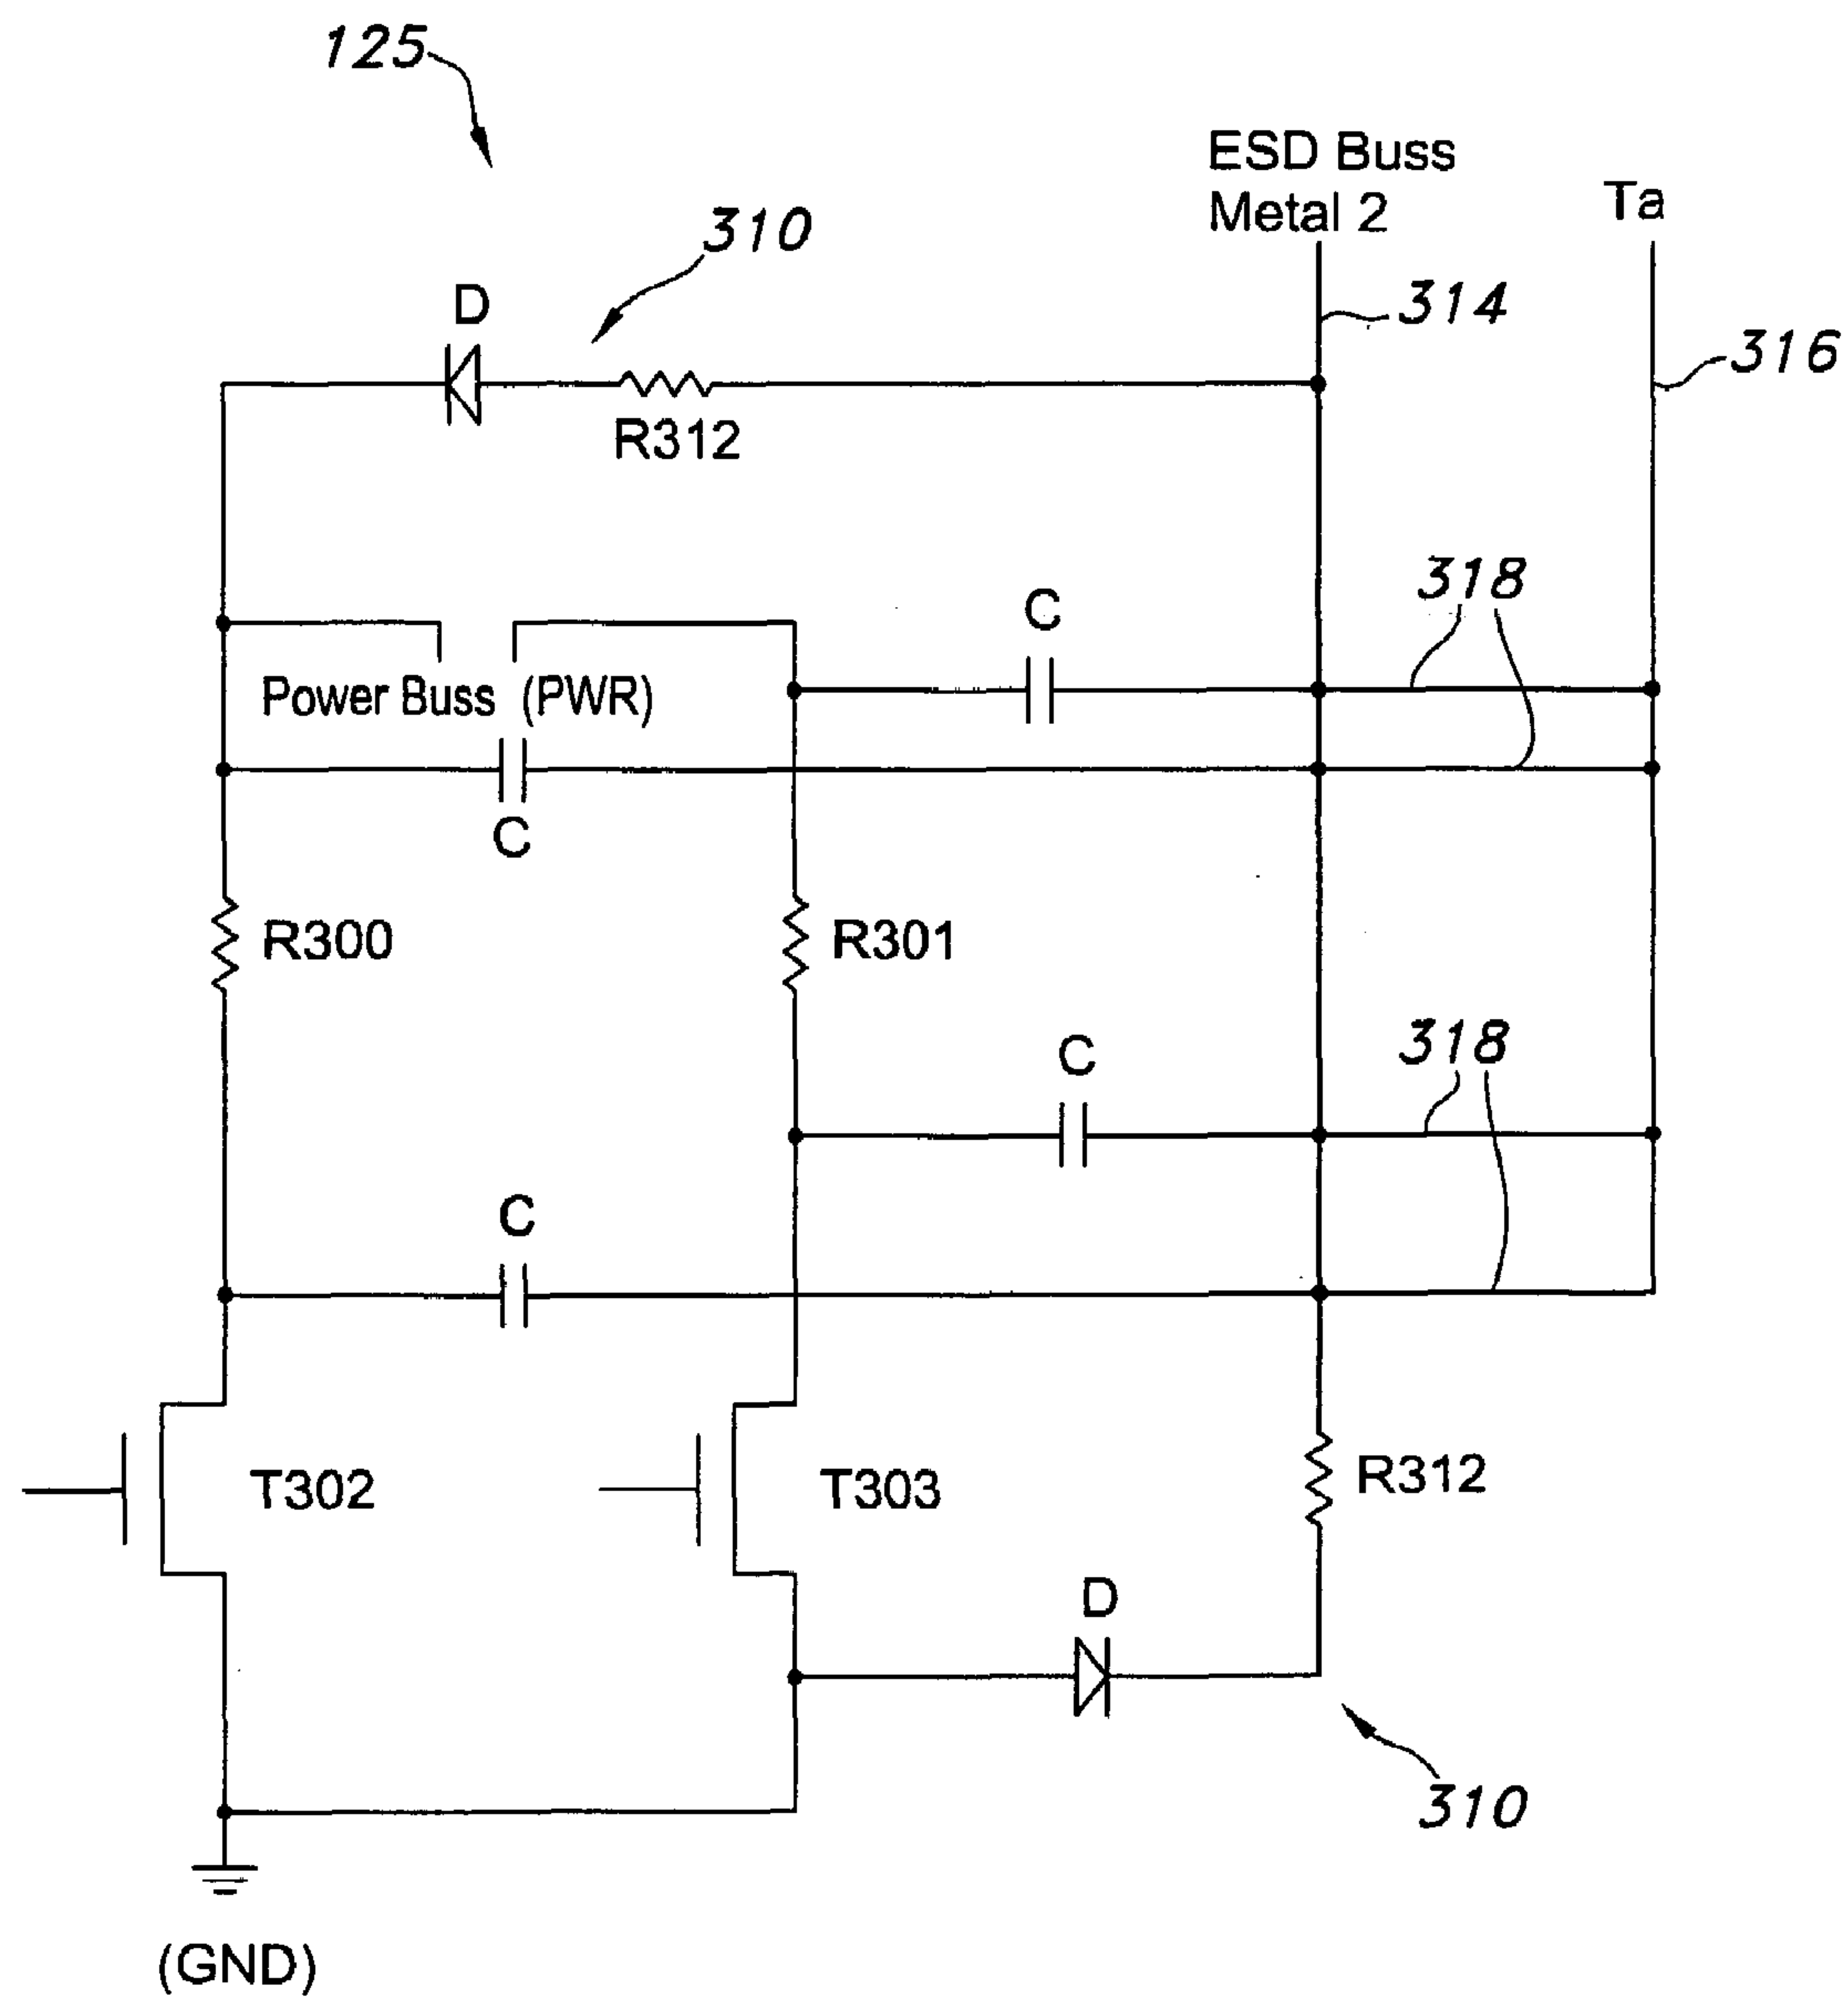 125
ESD Buss
Metal 2
Ta
310
314
D
316
R312
318
C
Power Buss (PWR)
C
R300
R301
318
C
C
T302
T303
R312
D
310
(GND)